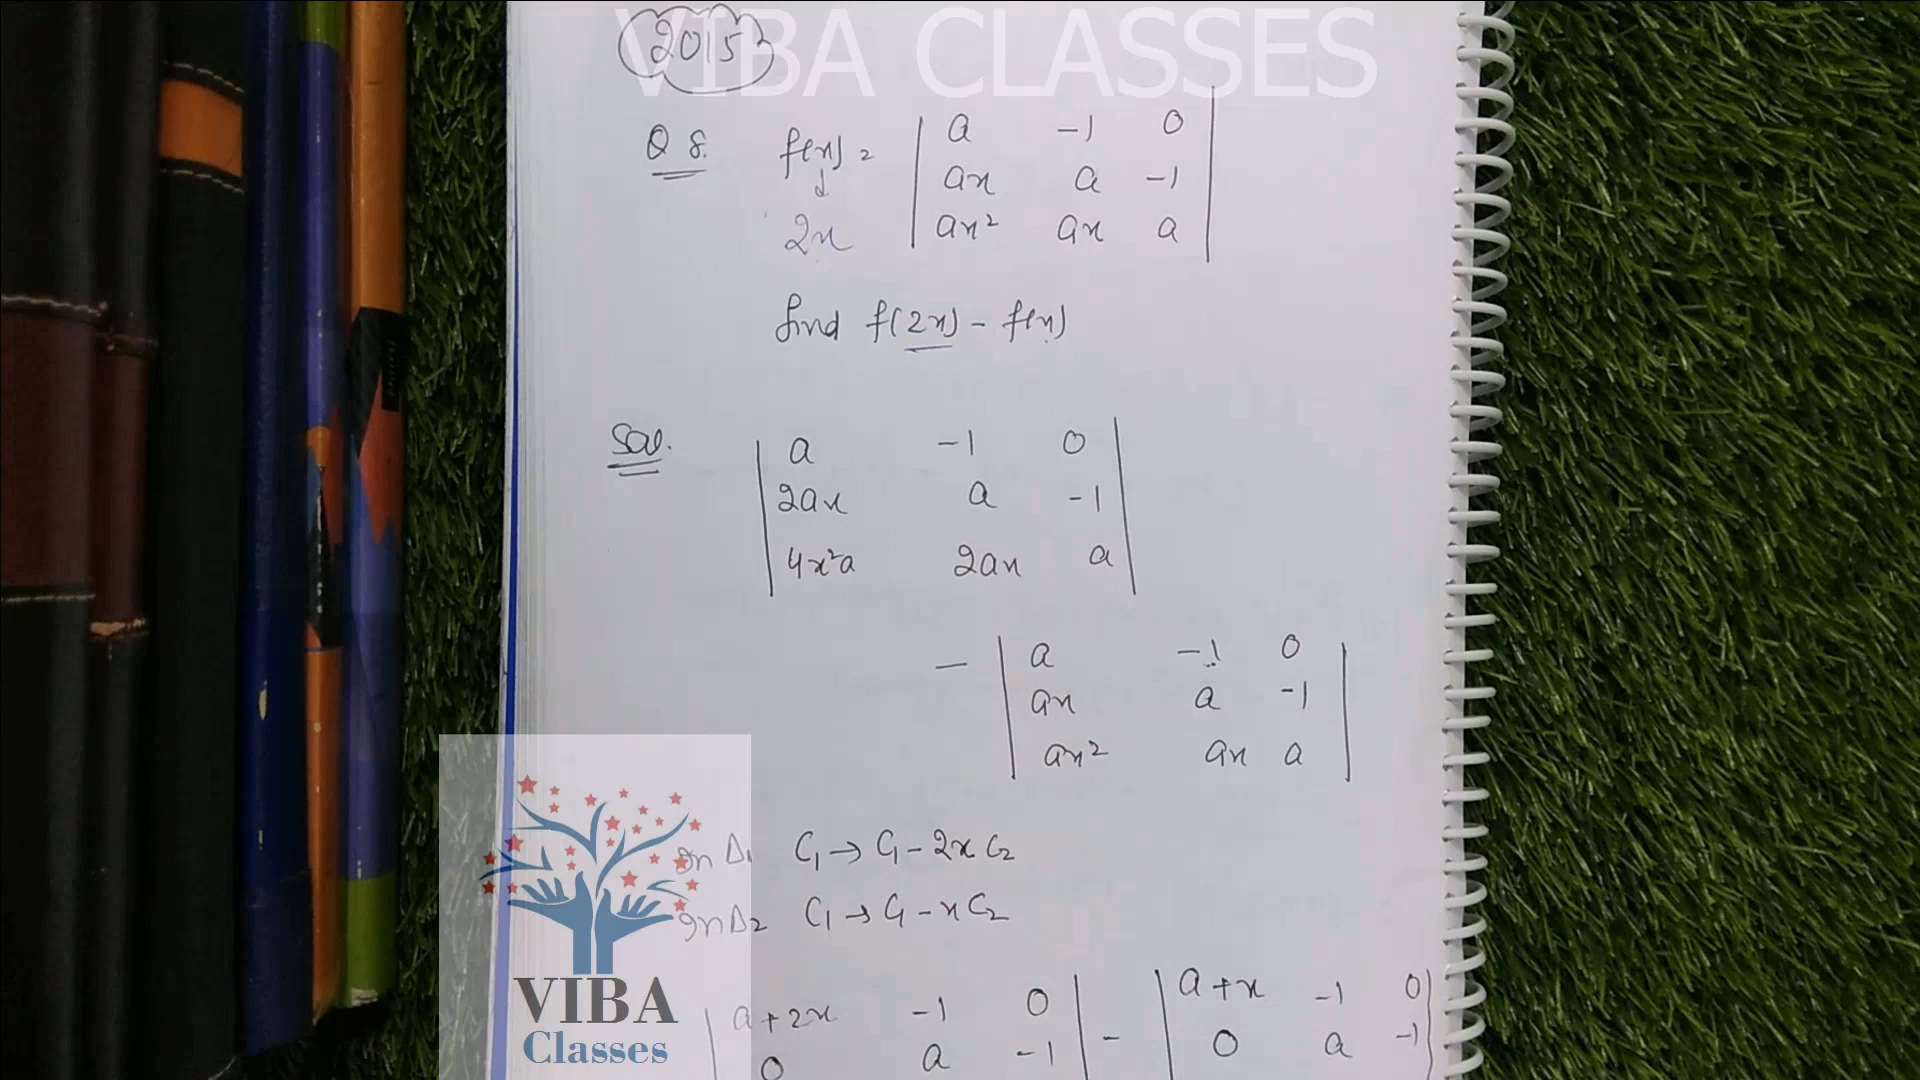 VIBA CLASSES
2015
Q 8. f(x) = | a -1 0 |
↓ | ax a -1 |
2x | ax² ax a |
find f(2x) - f(x)
Sol. | a -1 0 |
| 2ax a -1 |
| 4x²a 2ax a |
- | a -1 0 |
| ax a -1 |
| ax² ax a |
In Δ₁ C₁ → C₁ - 2x C₂
In Δ₂ C₁ → C₁ - x C₂
| a+2x -1 0 | - | a+x -1 0 |
| 0 a -1 | | 0 a -1 |
VIBA
Classes